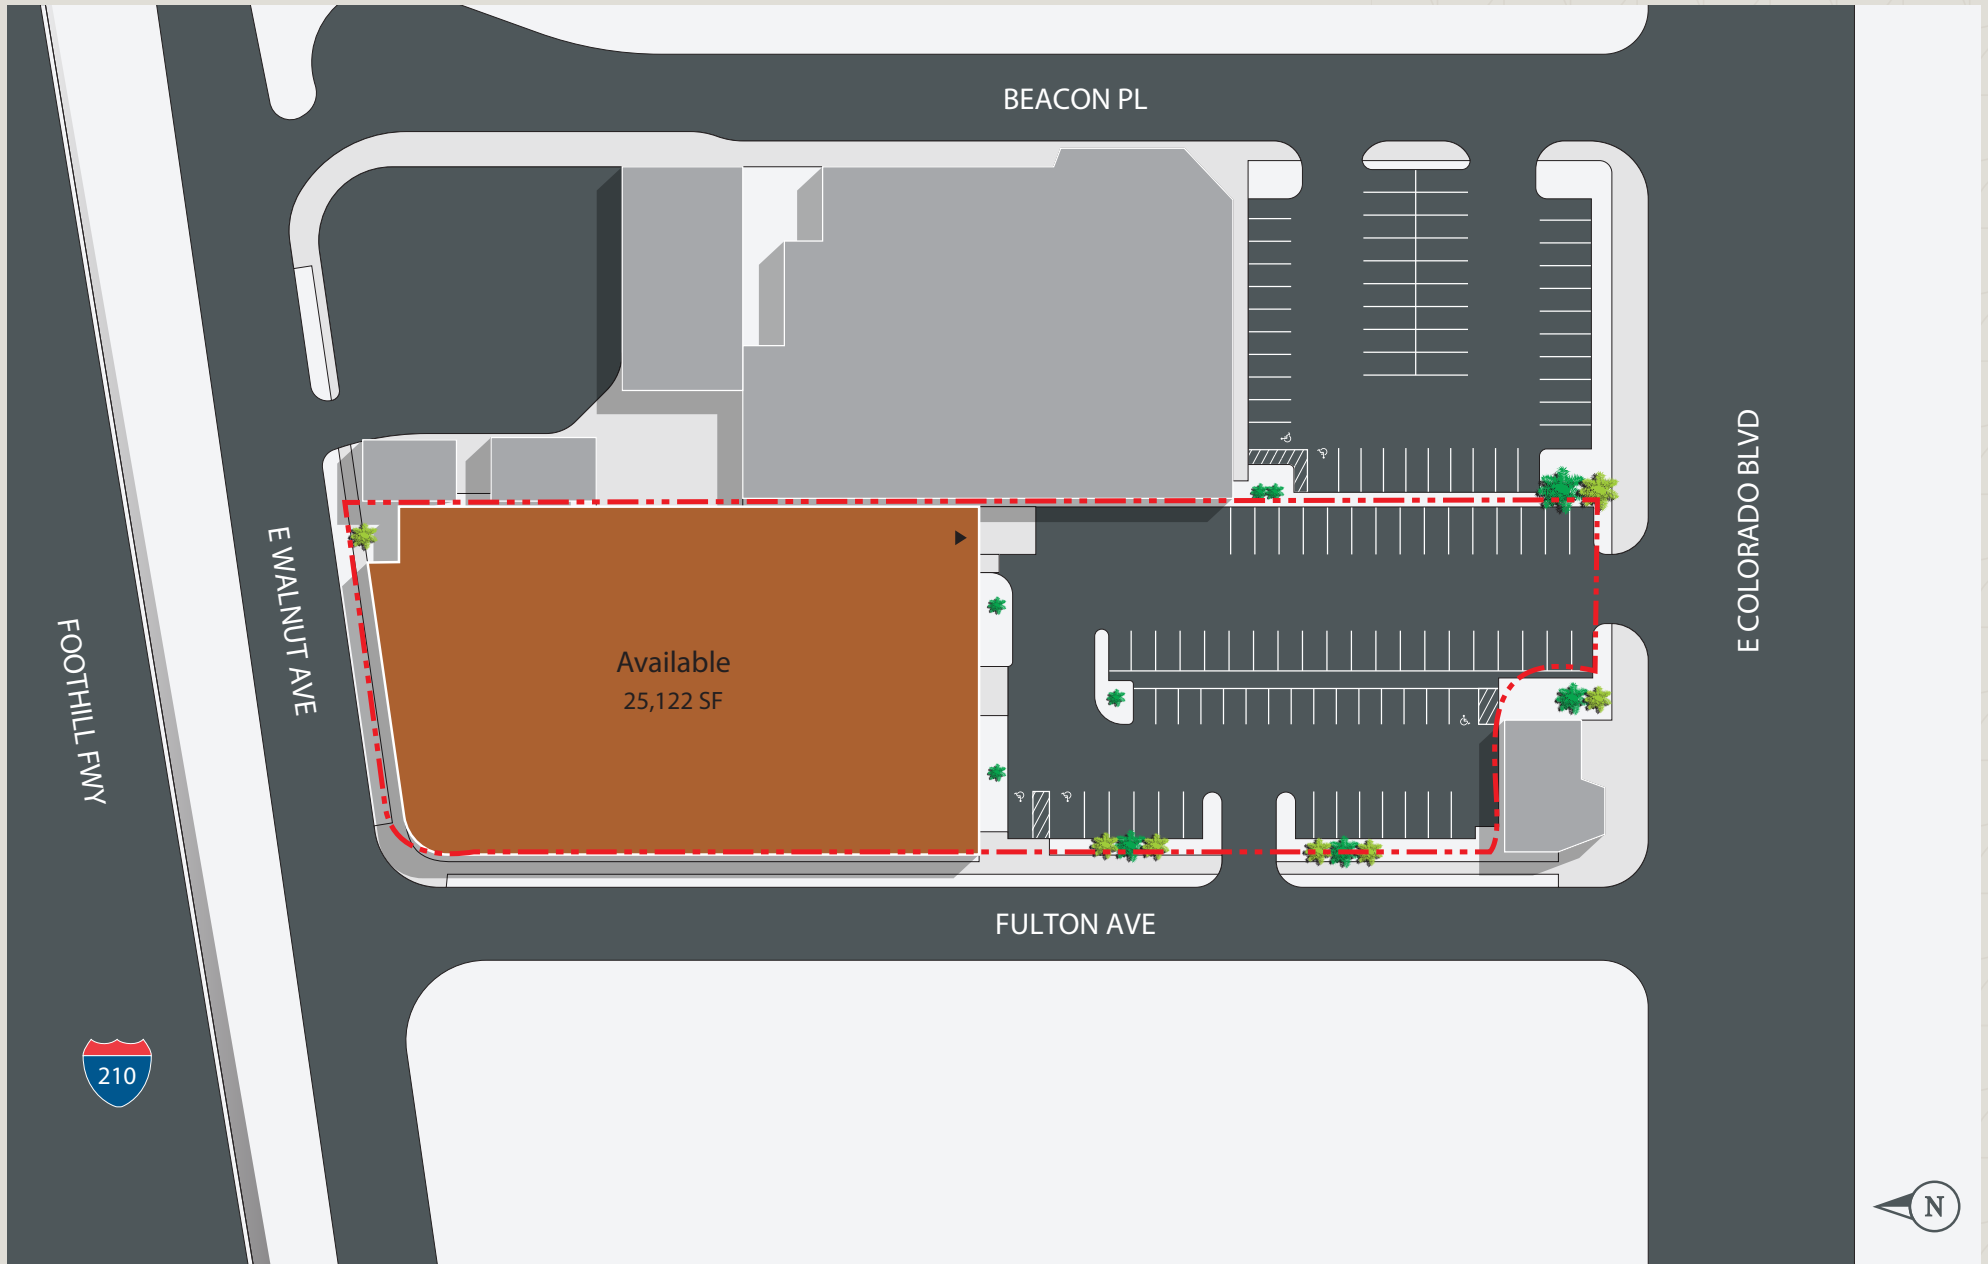 BEACON PL
E COLORADO BLVD
E WALNUT AVE
FOOTHILL FWY
Available
25,122 SF
FULTON AVE
210
N